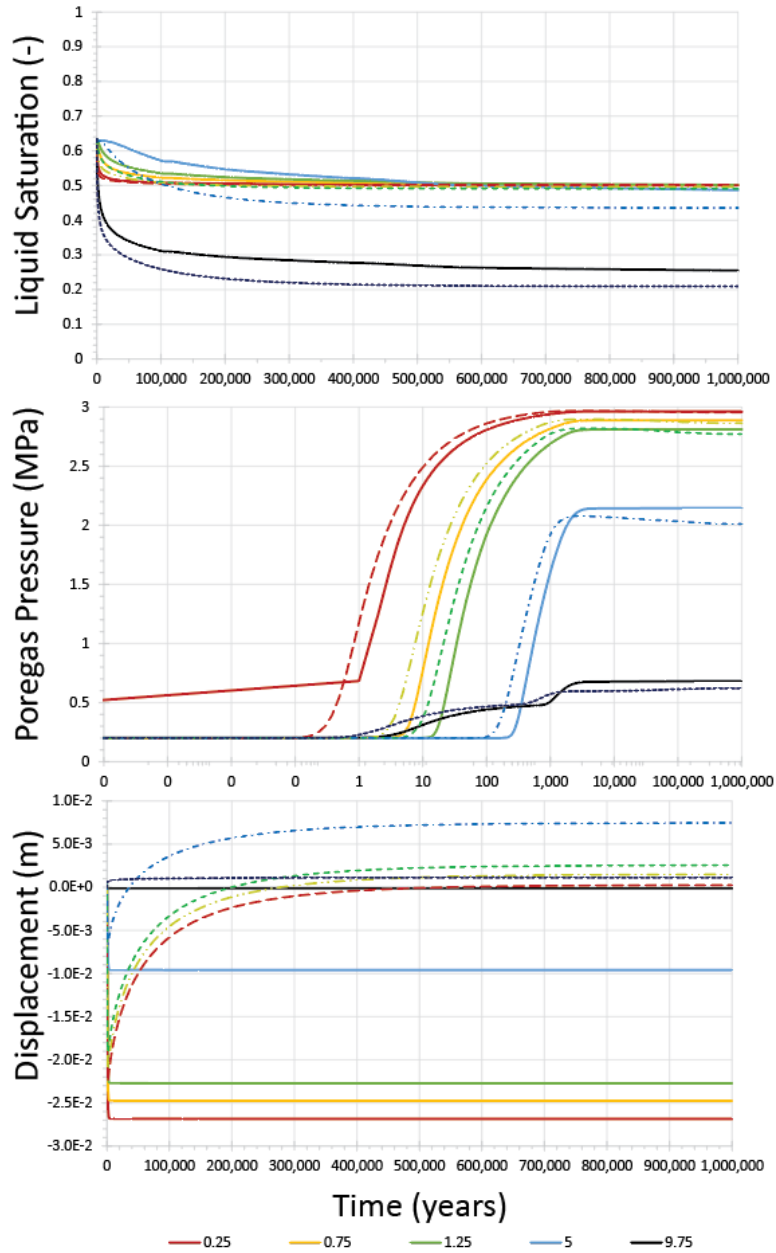 Liquid Saturation (-)
1
0.9
0.8
0.7
0.6
0.5
0.4
0.3
0.2
0.1
0
0 100,000 200,000 300,000 400,000 500,000 600,000 700,000 800,000 900,000 1,000,000
Poregas Pressure (MPa)
3
2.5
2
1.5
1
0.5
0
0 0 0 0 1 10 100 1,000 10,000 100,000 1,000,000
Displacement (m)
1.0E-2
5.0E-3
0.0E+0
-5.0E-3
-1.0E-2
-1.5E-2
-2.0E-2
-2.5E-2
-3.0E-2
0 100,000 200,000 300,000 400,000 500,000 600,000 700,000 800,000 900,000 1,000,000
Time (years)
0.25 0.75 1.25 5 9.75